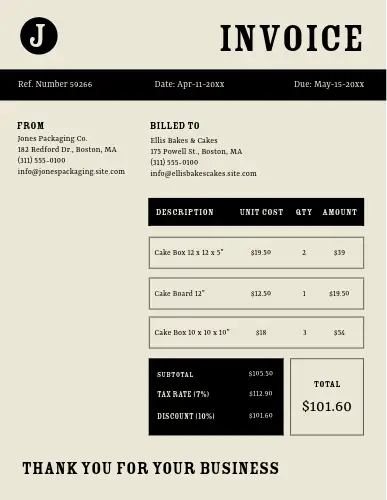 J
INVOICE
Ref. Number 59266 Date: Apr-11-20xx Due: May-15-20xx
FROM
Jones Packaging Co.
182 Redford Dr., Boston, MA
(111) 555-0100
info@jonespackaging.site.com
BILLED TO
Ellis Bakes & Cakes
175 Powell St., Boston, MA
(111) 555-0100
info@ellisbakescakes.site.com
DESCRIPTION UNIT COST QTY AMOUNT
Cake Box 12 x 12 x 5" $19.50 2 $39
Cake Board 12" $12.50 1 $19.50
Cake Box 10 x 10 x 10" $18 3 $54
SUBTOTAL $105.50
TAX RATE (7%) $112.90
DISCOUNT (10%) $101.60
TOTAL
$101.60
THANK YOU FOR YOUR BUSINESS